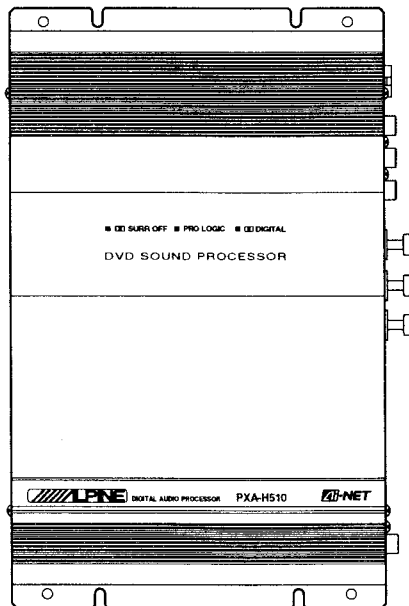 SURR OFF PRO LOGIC DIGITAL
DVD SOUND PROCESSOR
ALPINE DIGITAL AUDIO PROCESSOR PXA-H510 Ai-NET